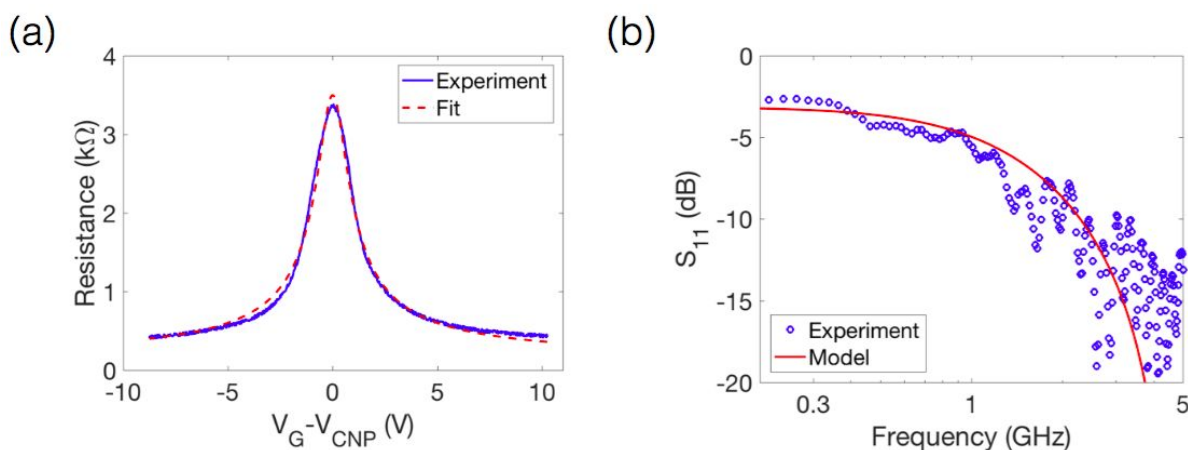 (a)
Resistance (kΩ)
4
3
2
1
0
Experiment
Fit
-10
-5
0
5
10
V_G-V_CNP (V)
(b)
S_11 (dB)
0
-5
-10
-15
-20
Experiment
Model
0.3
1
5
Frequency (GHz)